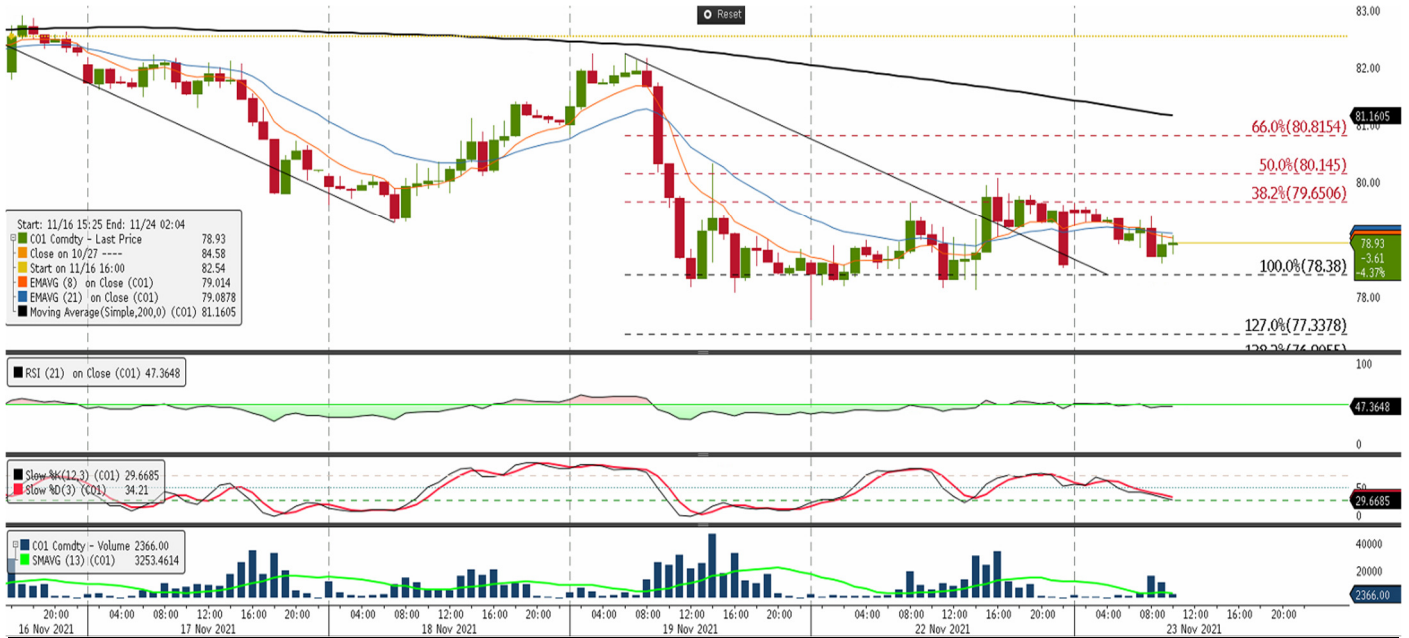 Reset
83.00
82.00
81.1605
81.00
66.0%(80.8154)
50.0%(80.145)
80.00
38.2%(79.6506)
78.93
-3.61
-4.37%
100.0%(78.38)
78.00
127.0%(77.3378)
138.2%(76.9055)
Start: 11/16 15:25 End: 11/24 02:04
CO1 Comdty - Last Price 78.93
Close on 10/27 ---- 84.58
Start on 11/16 16:00 82.54
EMAVG (8) on Close (CO1) 79.014
EMAVG (21) on Close (CO1) 79.0878
Moving Average(Simple,200,0) (CO1) 81.1605
RSI (21) on Close (CO1) 47.3648
100
47.3648
0
Slow %K(12,3) (CO1) 29.6685
Slow %D(3) (CO1) 34.21
50
29.6685
0
CO1 Comdty - Volume 2366.00
SMAVG (13) (CO1) 3253.4614
40000
20000
2366.00
20:00 04:00 08:00 12:00 16:00 20:00 04:00 08:00 12:00 16:00 20:00 04:00 08:00 12:00 16:00 20:00 04:00 08:00 12:00 16:00 20:00 04:00 08:00 12:00 16:00 20:00
16 Nov 2021 17 Nov 2021 18 Nov 2021 19 Nov 2021 22 Nov 2021 23 Nov 2021